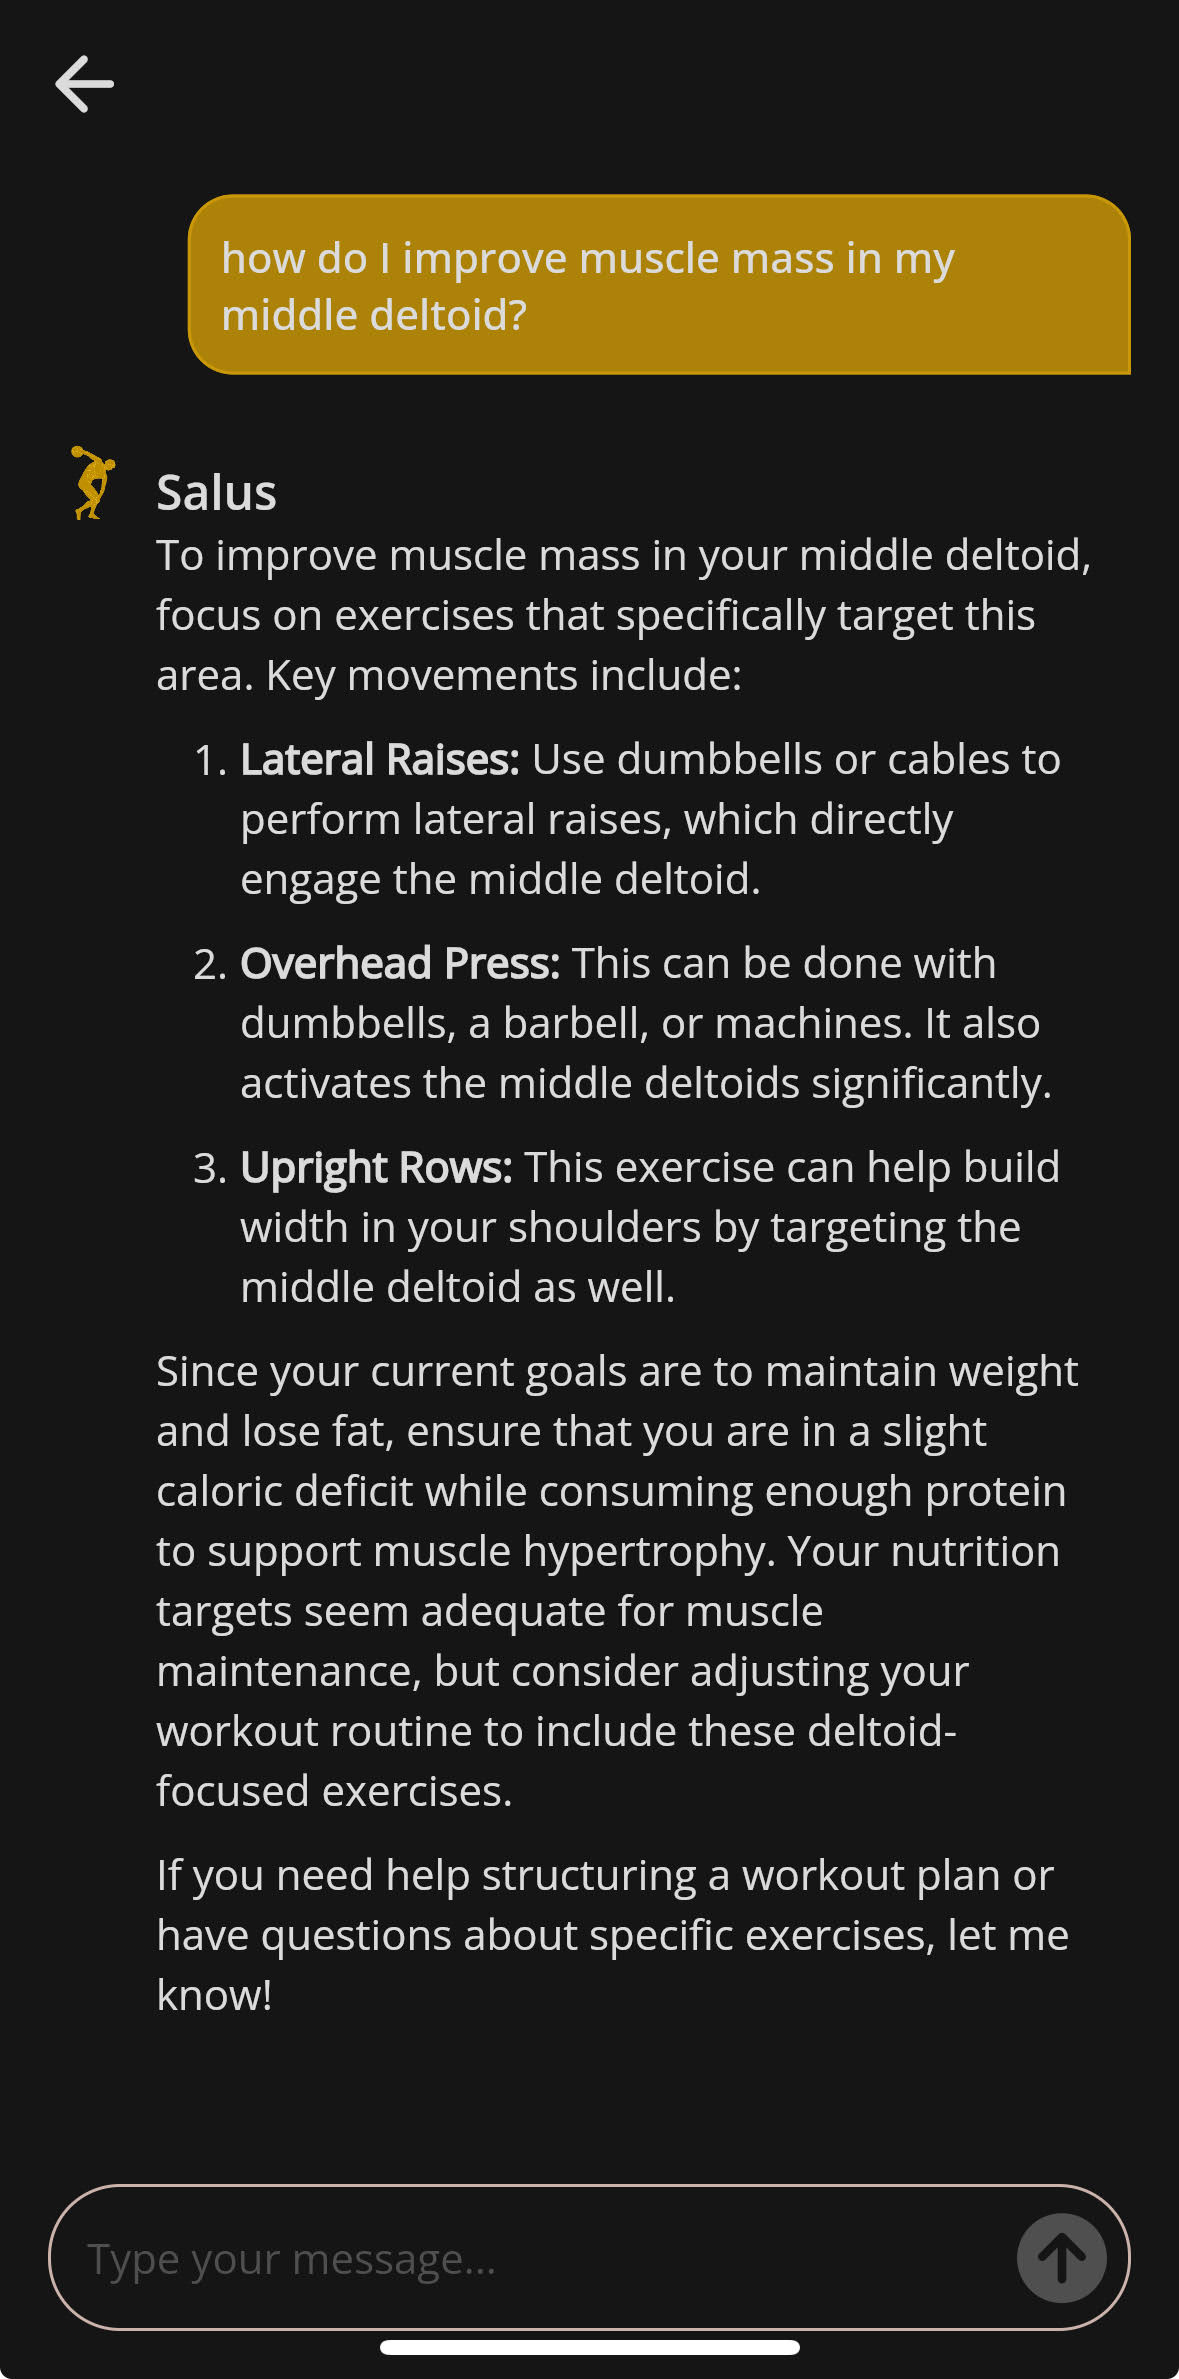 how do I improve muscle mass in my
middle deltoid?
Salus
To improve muscle mass in your middle deltoid,
focus on exercises that specifically target this
area. Key movements include:
1. Lateral Raises: Use dumbbells or cables to
perform lateral raises, which directly
engage the middle deltoid.
2. Overhead Press: This can be done with
dumbbells, a barbell, or machines. It also
activates the middle deltoids significantly.
3. Upright Rows: This exercise can help build
width in your shoulders by targeting the
middle deltoid as well.
Since your current goals are to maintain weight
and lose fat, ensure that you are in a slight
caloric deficit while consuming enough protein
to support muscle hypertrophy. Your nutrition
targets seem adequate for muscle
maintenance, but consider adjusting your
workout routine to include these deltoid-
focused exercises.
If you need help structuring a workout plan or
have questions about specific exercises, let me
know!
Type your message...